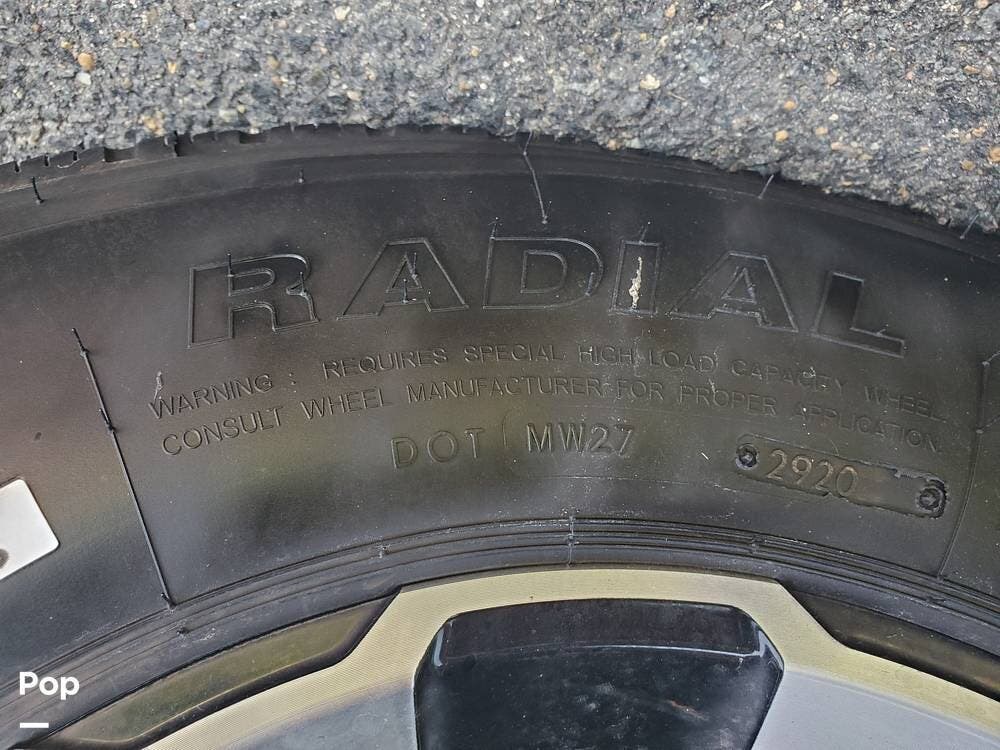 RADIAL
WARNING : REQUIRES SPECIAL HIGH LOAD CAPACITY WHEEL.
CONSULT WHEEL MANUFACTURER FOR PROPER APPLICATION.
DOT MW27 2920
Pop